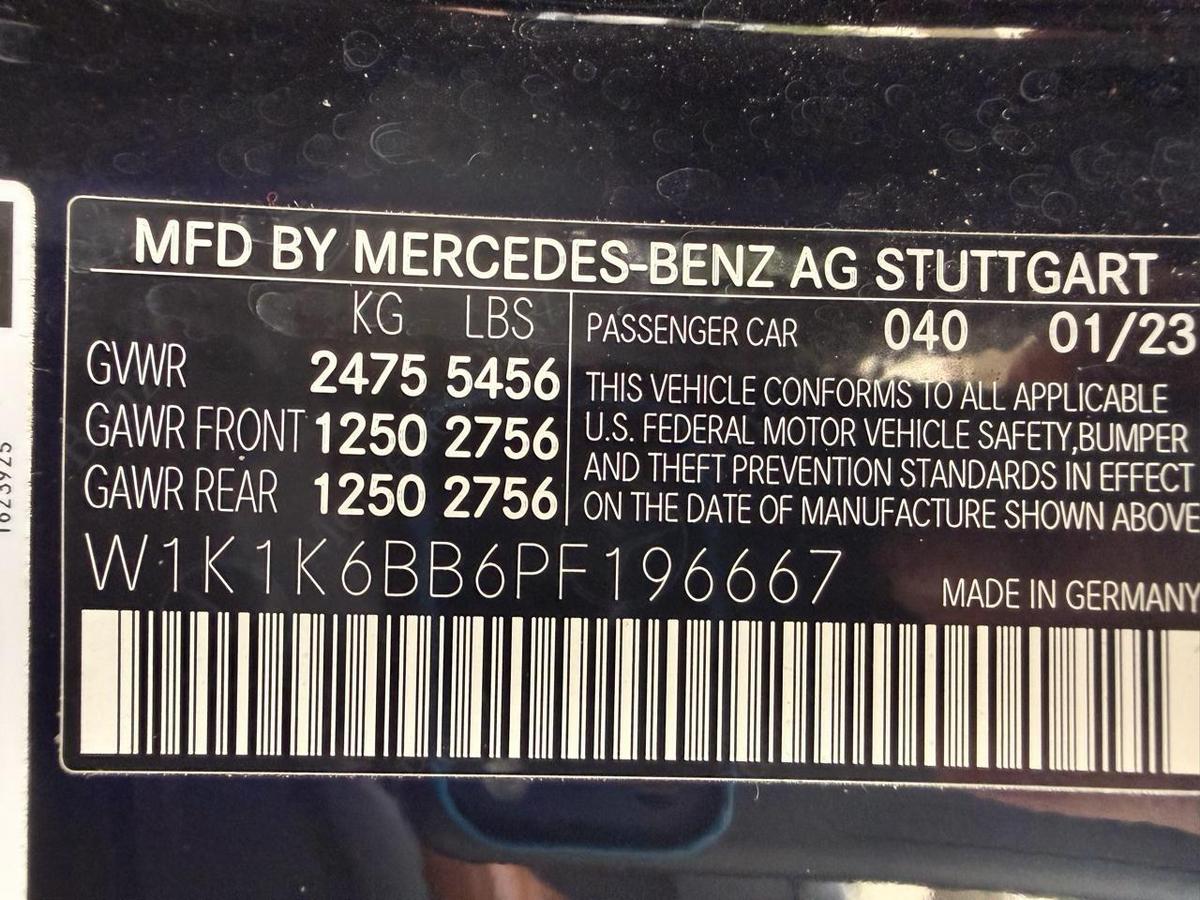 MFD BY MERCEDES-BENZ AG STUTTGART
KG LBS
GVWR 2475 5456
GAWR FRONT 1250 2756
GAWR REAR 1250 2756
PASSENGER CAR 040 01/23
THIS VEHICLE CONFORMS TO ALL APPLICABLE
U.S. FEDERAL MOTOR VEHICLE SAFETY,BUMPER
AND THEFT PREVENTION STANDARDS IN EFFECT
ON THE DATE OF MANUFACTURE SHOWN ABOVE
W1K1K6BB6PF196667
MADE IN GERMANY
1623925